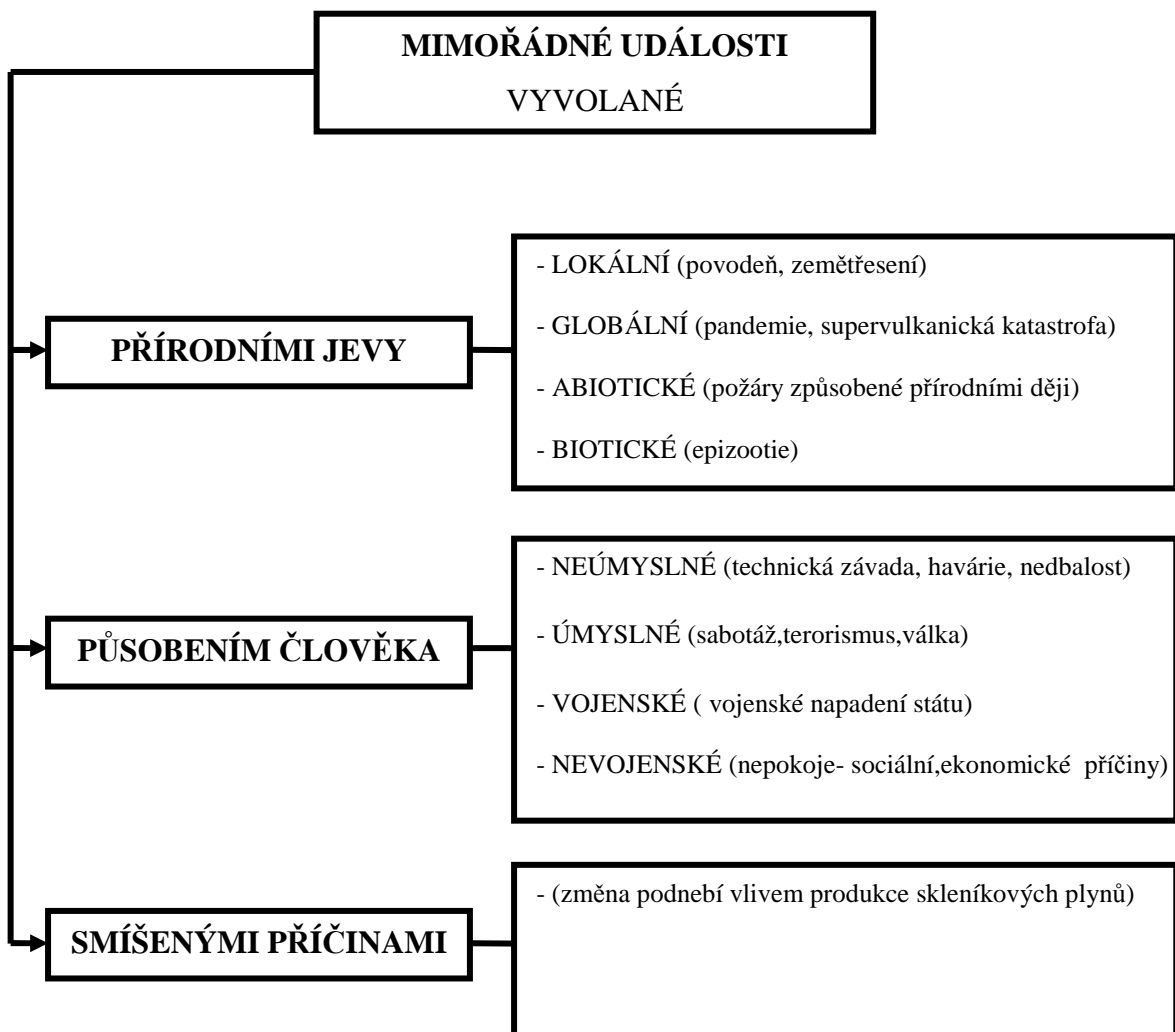 MIMOŘÁDNÉ UDÁLOSTI
VYVOLANÉ
PŘÍRODNÍMI JEVY
- LOKÁLNÍ (povodeň, zemětřesení)
- GLOBÁLNÍ (pandemie, supervulkanická katastrofa)
- ABIOTICKÉ (požáry způsobené přírodními ději)
- BIOTICKÉ (epizootie)
PŮSOBENÍM ČLOVĚKA
- NEÚMYSLNÉ (technická závada, havárie, nedbalost)
- ÚMYSLNÉ (sabotáž,terorismus,válka)
- VOJENSKÉ ( vojenské napadení státu)
- NEVOJENSKÉ (nepokoje- sociální,ekonomické  příčiny)
SMÍŠENÝMI PŘÍČINAMI
- (změna podnebí vlivem produkce skleníkových plynů)